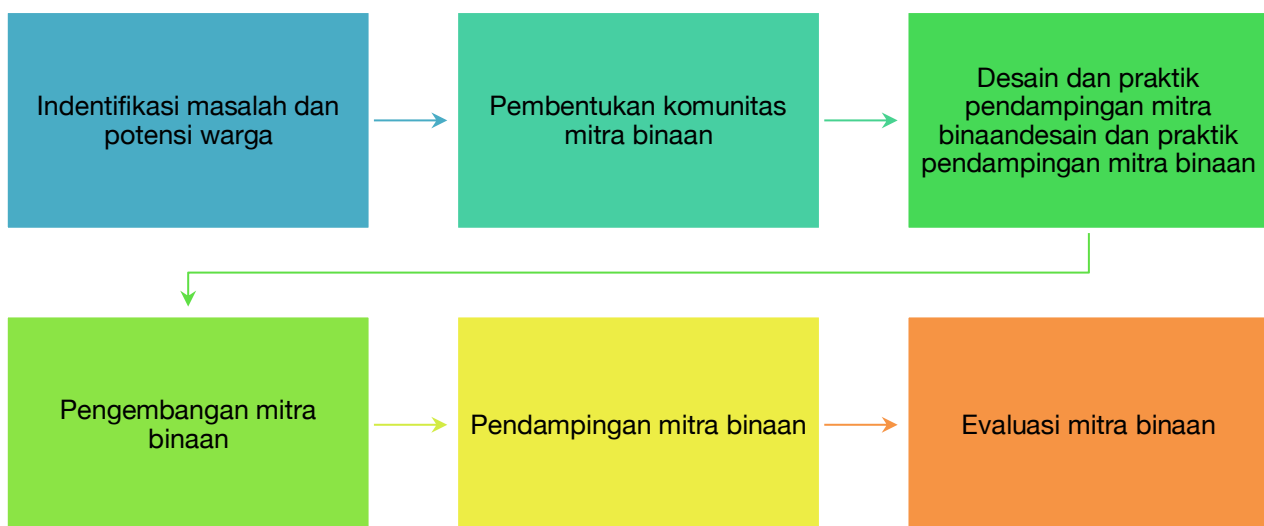 Indentifikasi masalah dan
potensi warga
Pembentukan komunitas
mitra binaan
Desain dan praktik
pendampingan mitra
binaandesain dan praktik
pendampingan mitra binaan
Pengembangan mitra
binaan
Pendampingan mitra binaan
Evaluasi mitra binaan